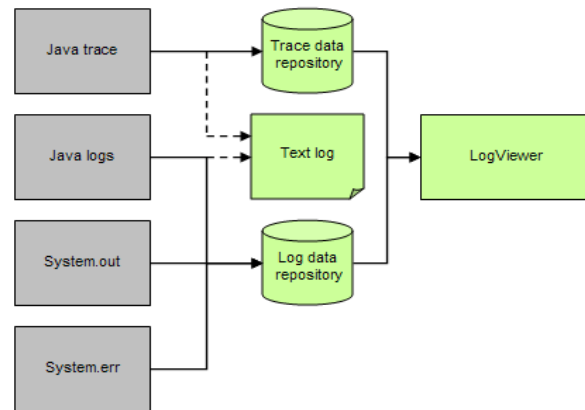 Java trace
Trace data
repository
Java logs
Text log
LogViewer
System.out
Log data
repository
System.err